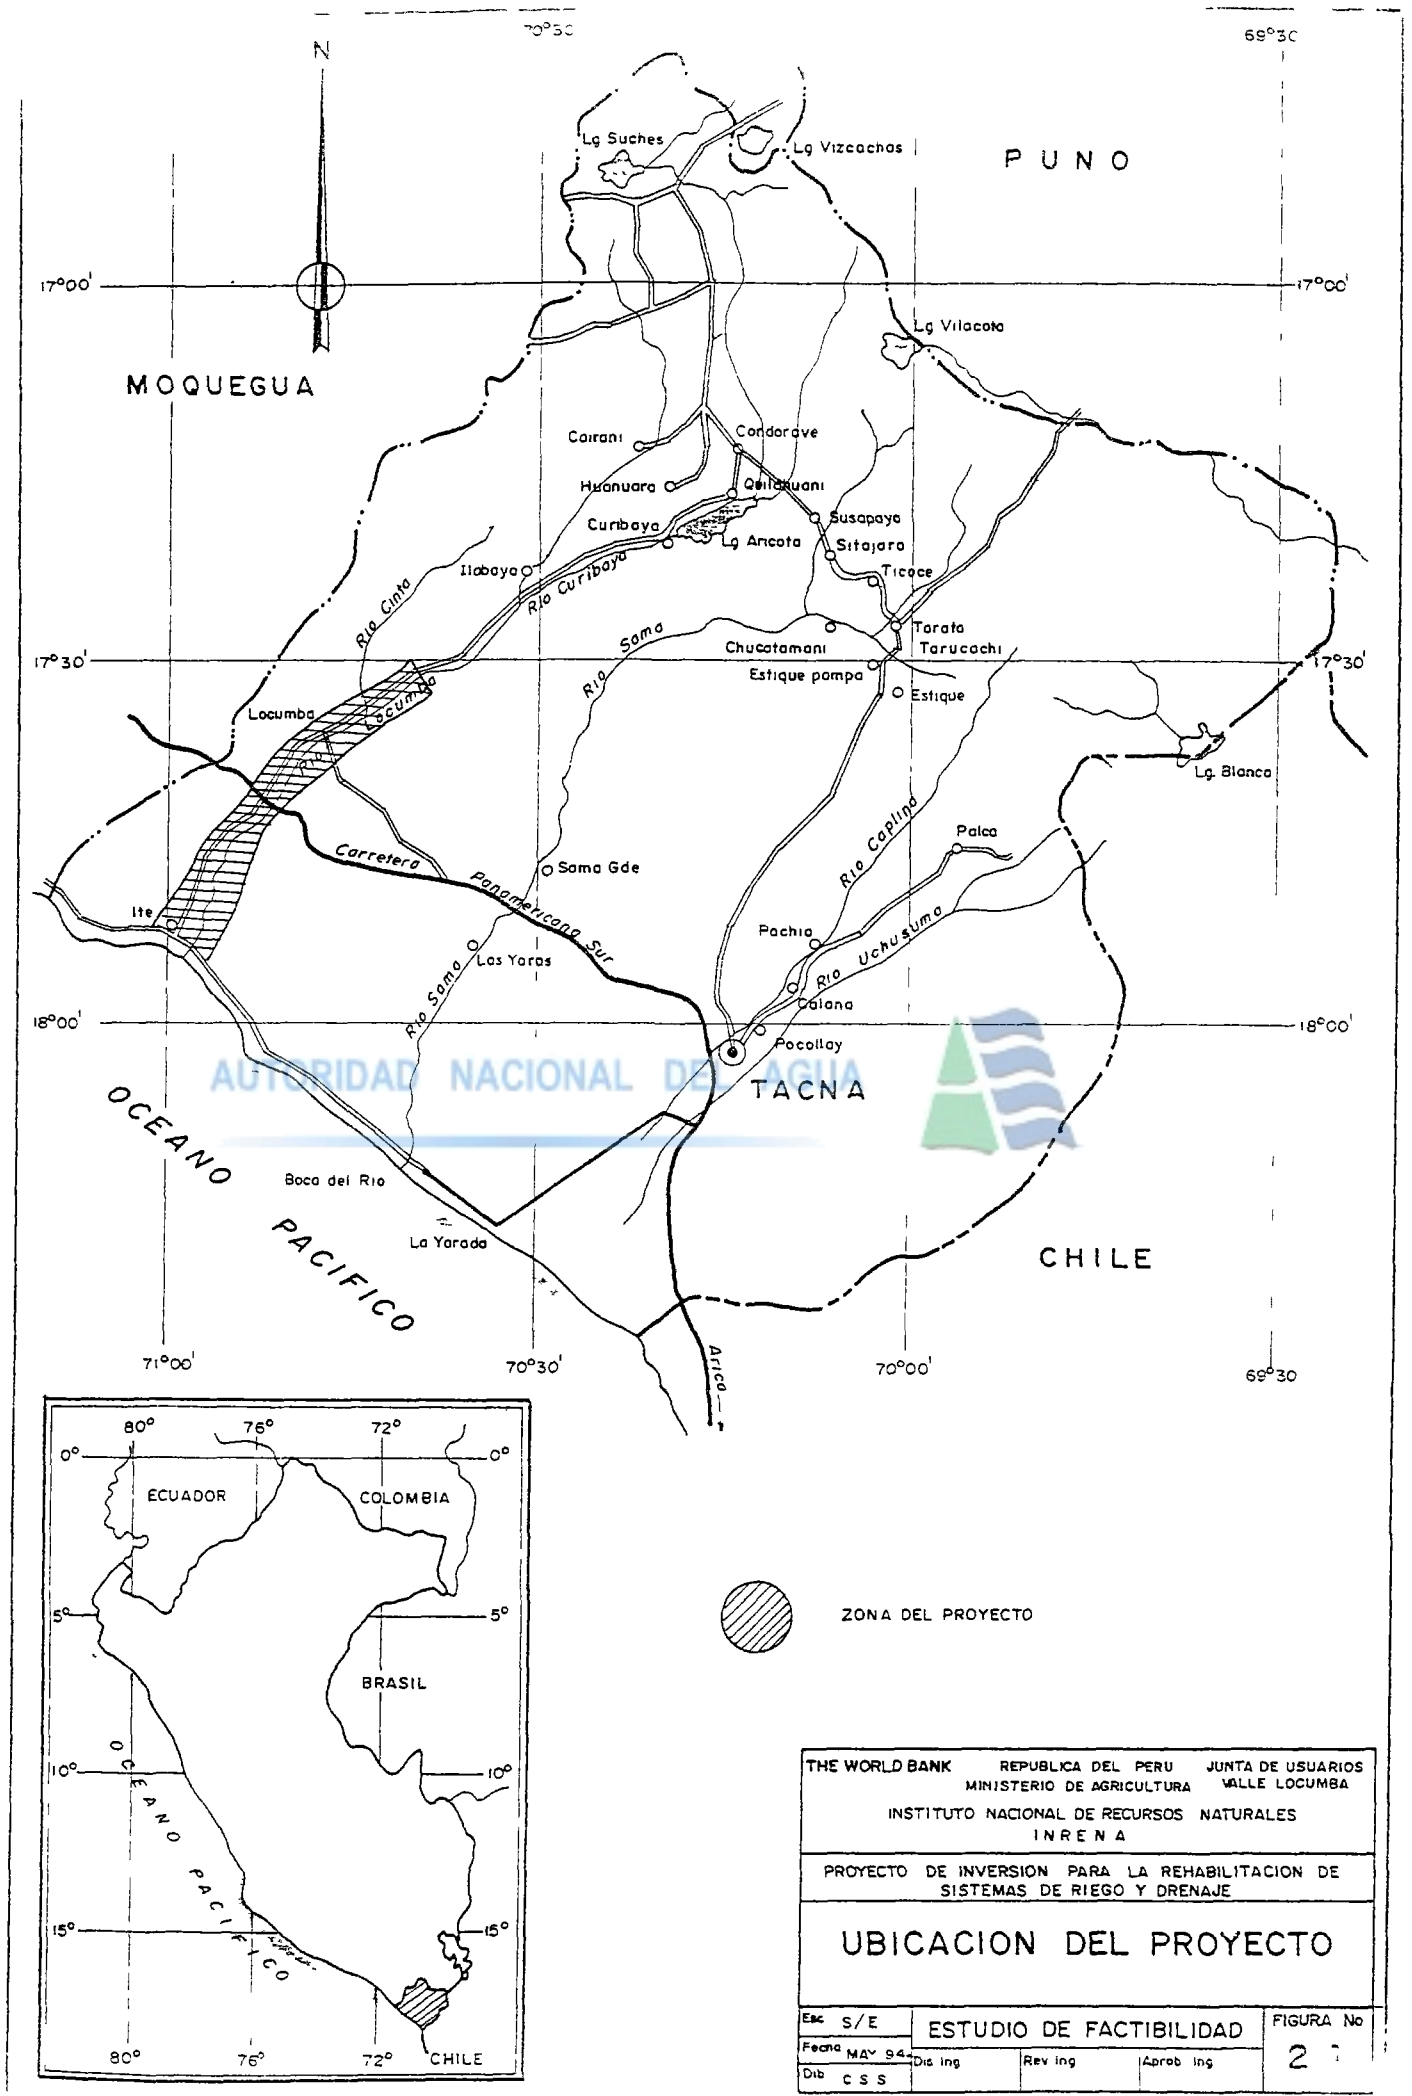 70°30
69°30
N
Lg Suches
Lg Vizcachas
PUNO
17°00'
17°00'
Lg Vilacota
MOQUEGUA
Cairani
Condorave
Huanuara
Quilahuani
Curibaya
Susapaya
Lg Aricota
Sitajara
Ilabaya
Ticace
Rio Cinta
Rio Curibaya
Rio Sama
Tarata
Chucatamani
Tarucachi
17°30'
17°30'
Estique pampa
Estique
Locumba
Rio Locumba
Lg. Blanca
Rio Caplina
Palca
Carretera Panamericana Sur
Sama Gde
Ite
Pachia
Rio Uchusuma
Las Yaras
Rio Sama
Calana
18°00'
18°00'
Pocollay
AUTORIDAD NACIONAL DEL AGUA
TACNA
OCEANO PACIFICO
Boca del Rio
La Yarada
CHILE
71°00'
70°30'
70°00'
69°30
Arica
80°
76°
72°
0°
0°
ECUADOR
COLOMBIA
5°
5°
BRASIL
10°
10°
OCEANO PACIFICO
15°
15°
80°
76°
72°
CHILE
ZONA DEL PROYECTO
THE WORLD BANK REPUBLICA DEL PERU JUNTA DE USUARIOS
MINISTERIO DE AGRICULTURA VALLE LOCUMBA
INSTITUTO NACIONAL DE RECURSOS NATURALES
INRENA
PROYECTO DE INVERSION PARA LA REHABILITACION DE
SISTEMAS DE RIEGO Y DRENAJE
UBICACION DEL PROYECTO
Esc S/E
ESTUDIO DE FACTIBILIDAD
FIGURA No
2
Fecha MAY 94
Dis Ing
Rev Ing
Aprob Ing
Dib C S S